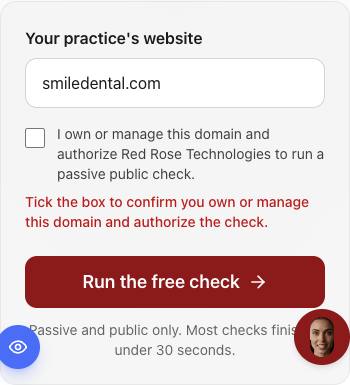 Your practice's website
smiledental.com
I own or manage this domain and
authorize Red Rose Technologies to run a
passive public check.
Tick the box to confirm you own or manage
this domain and authorize the check.
Run the free check →
Passive and public only. Most checks
under 30 seconds.